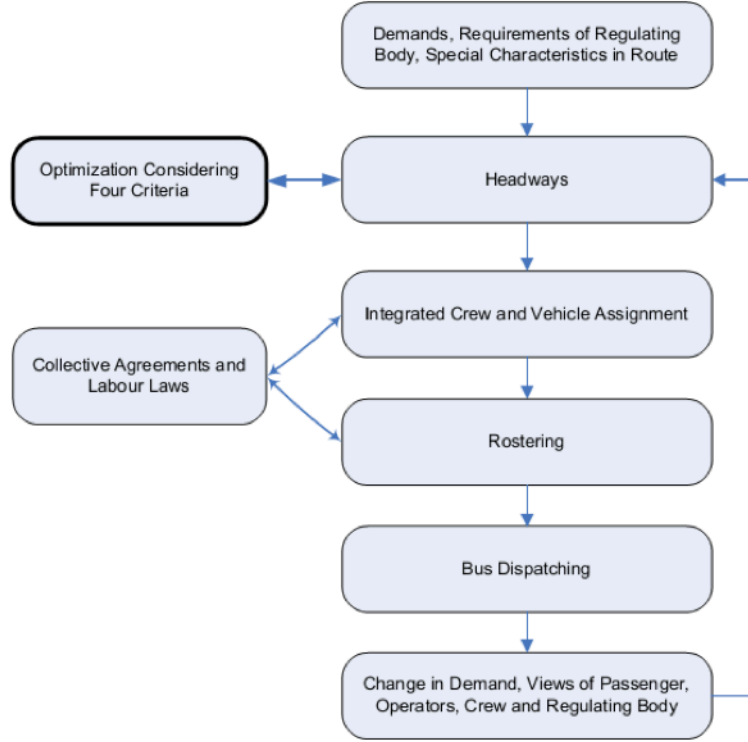 Demands, Requirements of Regulating
Body, Special Characteristics in Route
Optimization Considering
Four Criteria
Headways
Integrated Crew and Vehicle Assignment
Collective Agreements and
Labour Laws
Rostering
Bus Dispatching
Change in Demand, Views of Passenger,
Operators, Crew and Regulating Body